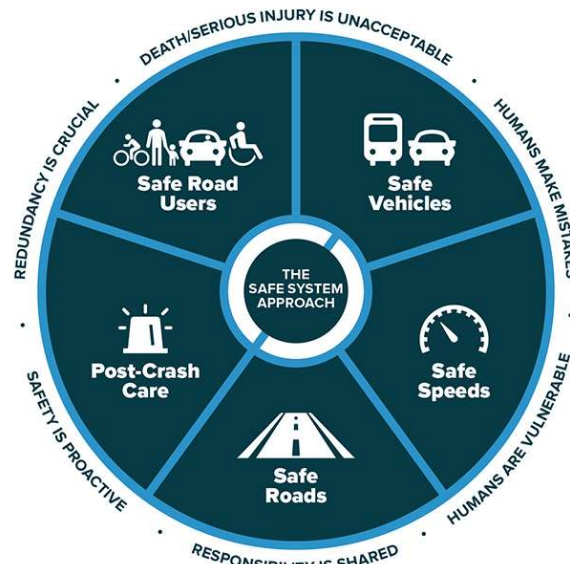 DEATH/SERIOUS INJURY IS UNACCEPTABLE
HUMANS MAKE MISTAKES
HUMANS ARE VULNERABLE
RESPONSIBILITY IS SHARED
SAFETY IS PROACTIVE
REDUNDANCY IS CRUCIAL
Safe Road
Users
Safe
Vehicles
THE
SAFE SYSTEM
APPROACH
Post-Crash
Care
Safe
Speeds
Safe
Roads